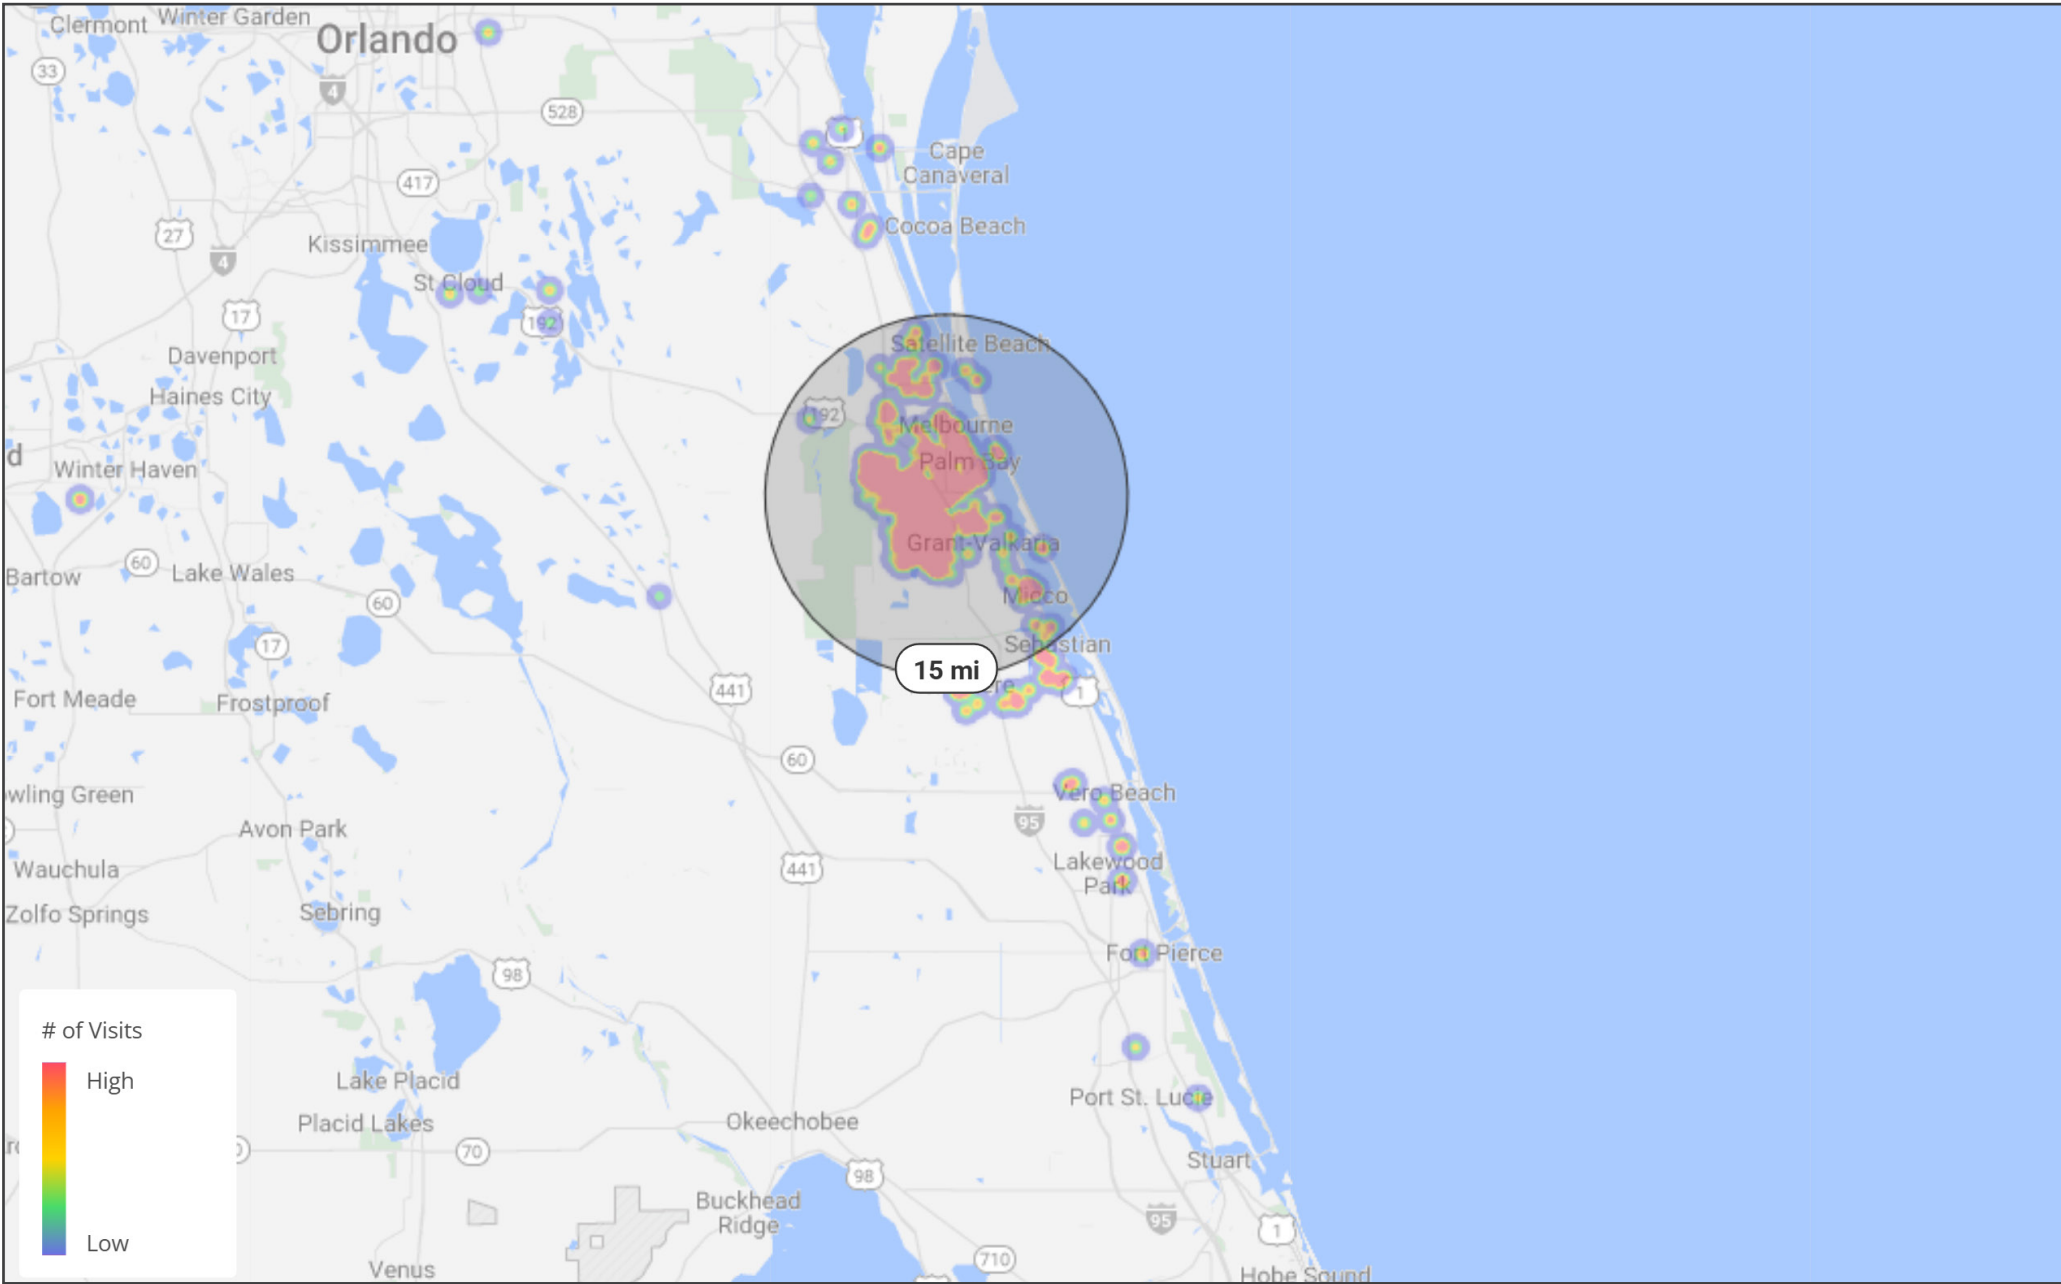 Clermont
Winter Garden
Orlando
33
4
528
1
Cape
Canaveral
417
27
Kissimmee
4
Cocoa Beach
St Cloud
17
192
Satellite Beach
Davenport
Haines City
192
Melbourne
d
Winter Haven
Palm Bay
60
Grant-Valkaria
Bartow
Lake Wales
60
Micco
17
Sebastian
15 mi
ere
441
1
Fort Meade
Frostproof
60
Vero Beach
wling Green
95
Avon Park
Lakewood
Park
Wauchula
441
Zolfo Springs
Sebring
Fort Pierce
98
# of Visits
High
Low
Lake Placid
Placid Lakes
Port St. Lucie
Okeechobee
70
Stuart
98
Buckhead
Ridge
95
1
710
Venus
Hobe Sound